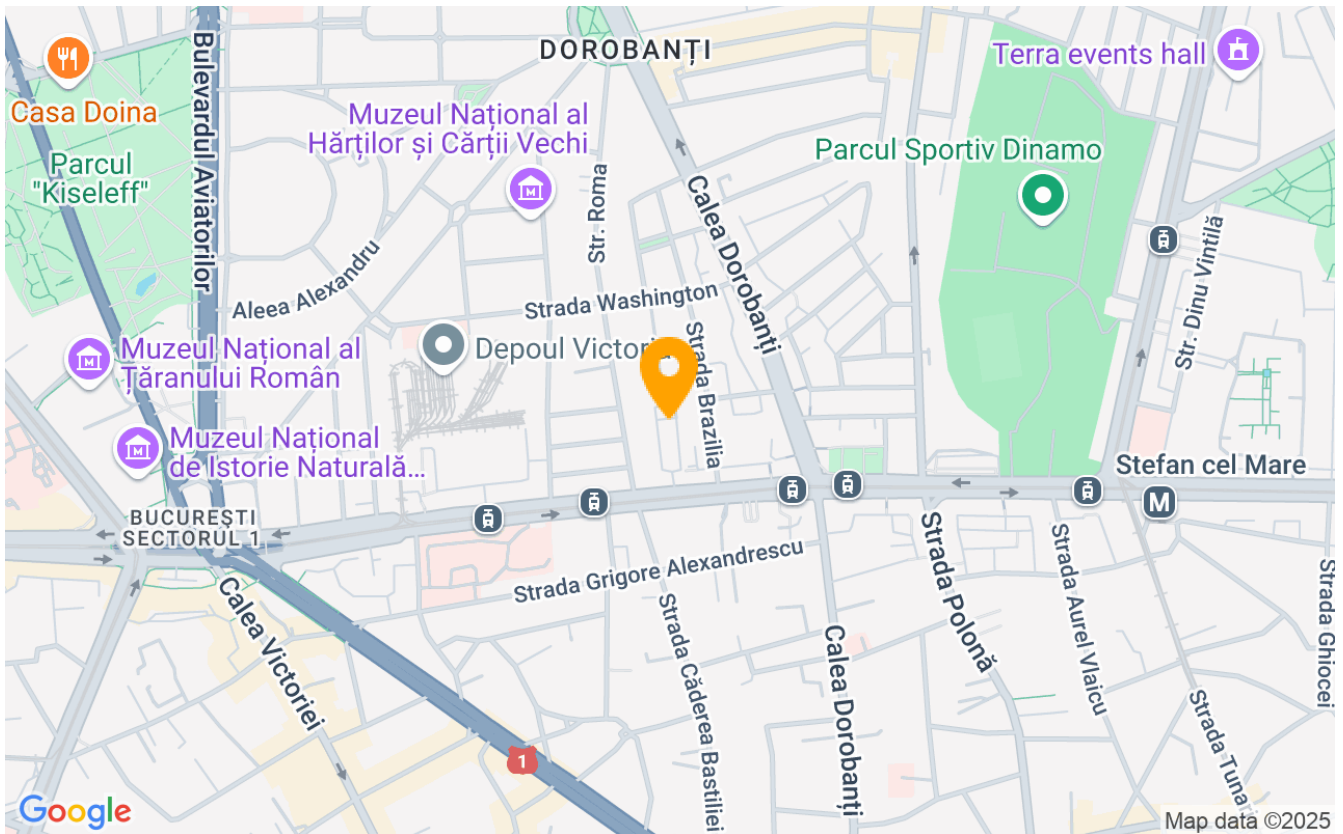 DOROBANȚI
Terra events hall
Casa Doina
Bulevardul Aviatorilor
Muzeul Național al
Hărților și Cărții Vechi
Parcul
"Kiseleff"
Parcul Sportiv Dinamo
Str. Roma
Calea Dorobanți
Aleea Alexandru
Strada Washington
Str. Dinu Vintilă
Muzeul Național al
Țăranului Român
Depoul Victoria
Strada Brazilia
Muzeul Național
de Istorie Naturală...
Stefan cel Mare
M
BUCUREȘTI
SECTORUL 1
Strada Grigore Alexandrescu
Calea Victoriei
Strada Căderea Bastiliei
Calea Dorobanți
Strada Polonă
Strada Aurel Vlaicu
Strada Tunari
Strada Ghiocei
1
Google
Map data ©2025